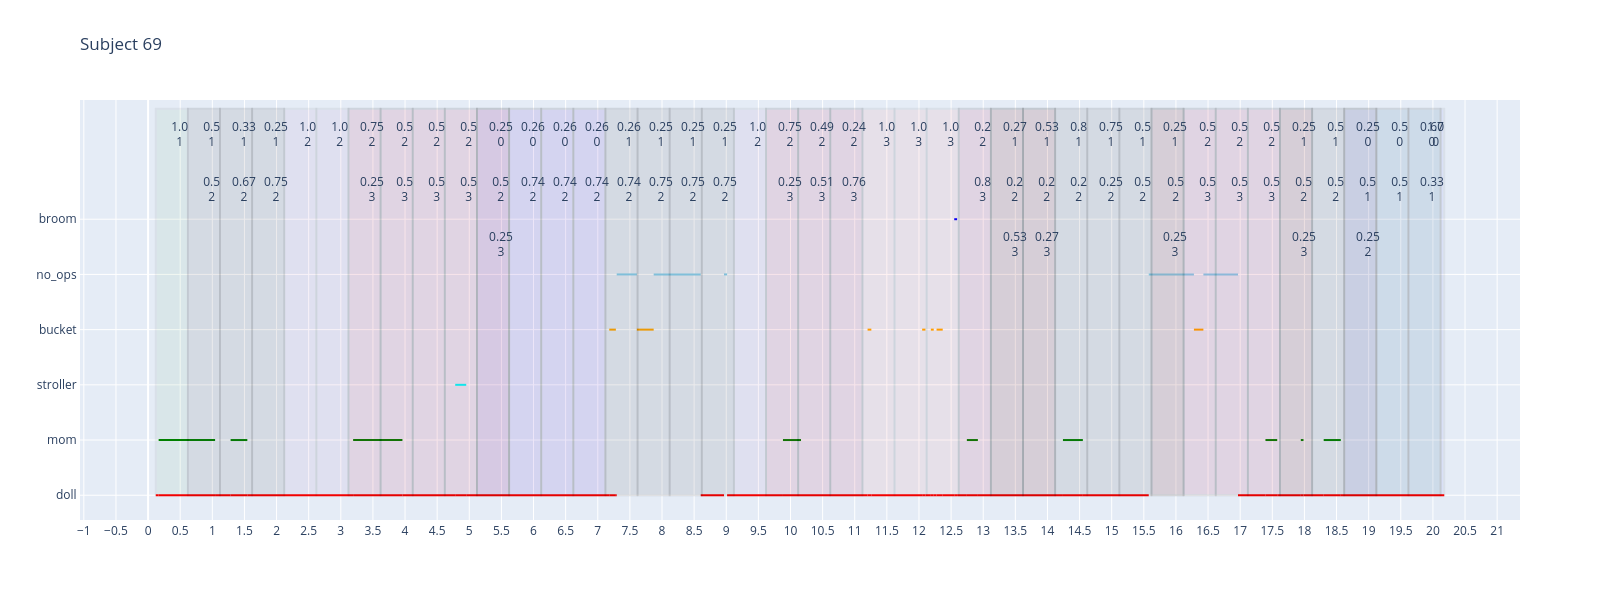 Subject 69
1.0 0.5 0.33 0.25 1.0 1.0 0.75 0.5 0.5 0.5 0.25 0.26 0.26 0.26 0.26 0.25 0.25 0.25 1.0 0.75 0.49 0.24 1.0 1.0 1.0 0.2 0.27 0.53 0.8 0.75 0.5 0.25 0.5 0.5 0.5 0.25 0.5 0.25 0.5
1 1 1 1 2 2 2 2 2 2 0 0 0 0 1 1 1 1 2 2 2 2 3 3 3 2 1 1 1 1 1 1 2 2 2 1 1 0 0 0 0
0.5 0.67 0.75 0.25 0.5 0.5 0.5 0.5 0.74 0.74 0.74 0.74 0.75 0.75 0.75 0.25 0.51 0.76 0.8 0.2 0.2 0.2 0.25 0.5 0.5 0.5 0.5 0.5 0.5 0.5 0.5 0.5 0.33
2 2 2 3 3 3 3 2 2 2 2 2 2 2 2 3 3 3 3 2 2 2 2 2 2 3 3 3 2 2 1 1 1
broom
0.25 0.53 0.27 0.25 0.25 0.25
3 3 3 3 3 2
no_ops
bucket
stroller
mom
doll
−1 −0.5 0 0.5 1 1.5 2 2.5 3 3.5 4 4.5 5 5.5 6 6.5 7 7.5 8 8.5 9 9.5 10 10.5 11 11.5 12 12.5 13 13.5 14 14.5 15 15.5 16 16.5 17 17.5 18 18.5 19 19.5 20 20.5 21